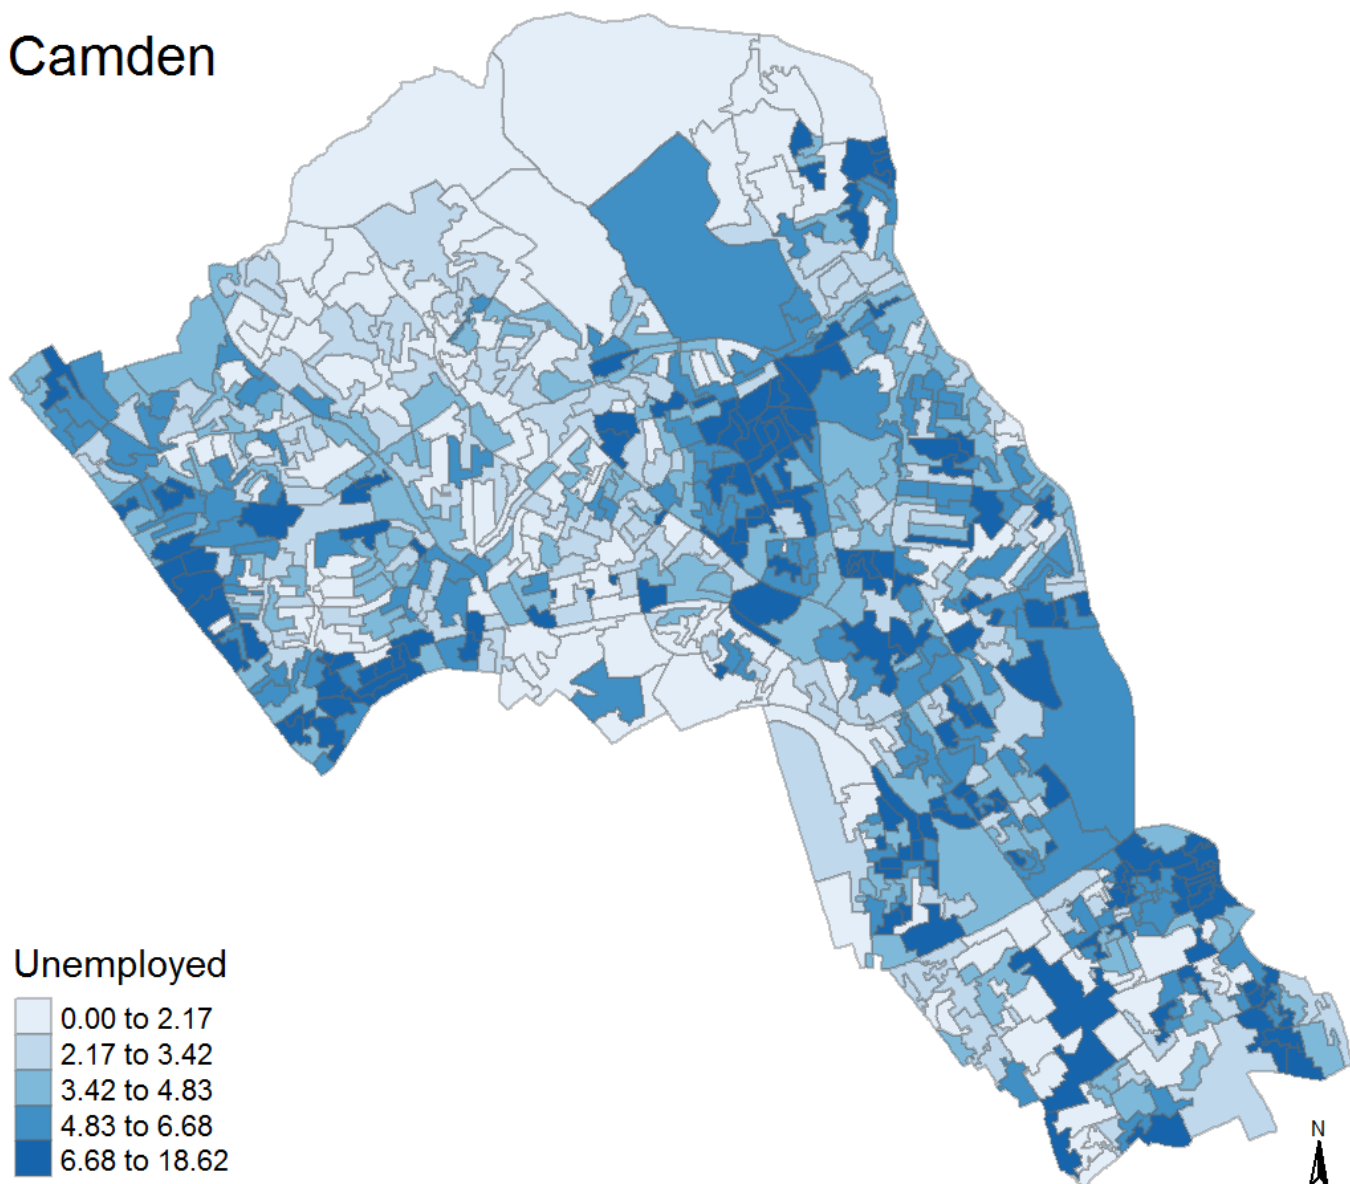 Camden
Unemployed
0.00 to 2.17
2.17 to 3.42
3.42 to 4.83
4.83 to 6.68
6.68 to 18.62
N